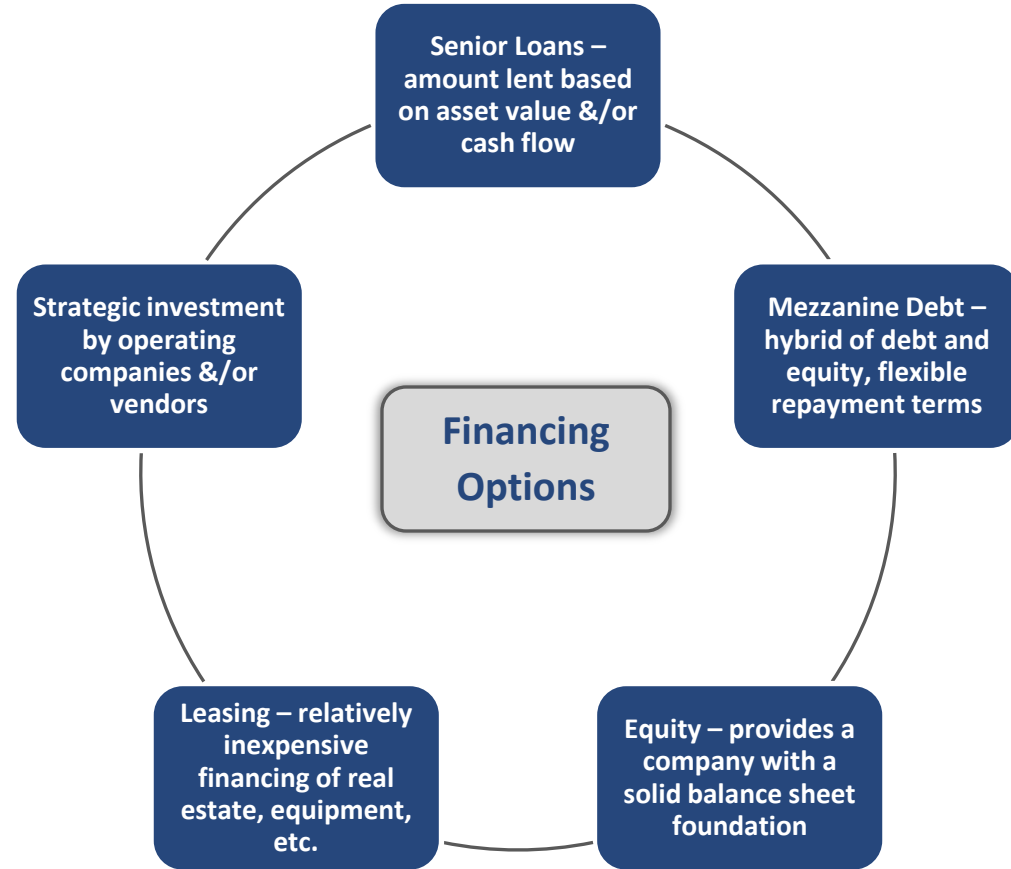 Senior Loans –
amount lent based
on asset value &/or
cash flow
Mezzanine Debt –
hybrid of debt and
equity, flexible
repayment terms
Equity – provides a
company with a
solid balance sheet
foundation
Leasing – relatively
inexpensive
financing of real
estate, equipment,
etc.
Strategic investment
by operating
companies &/or
vendors
Financing
Options